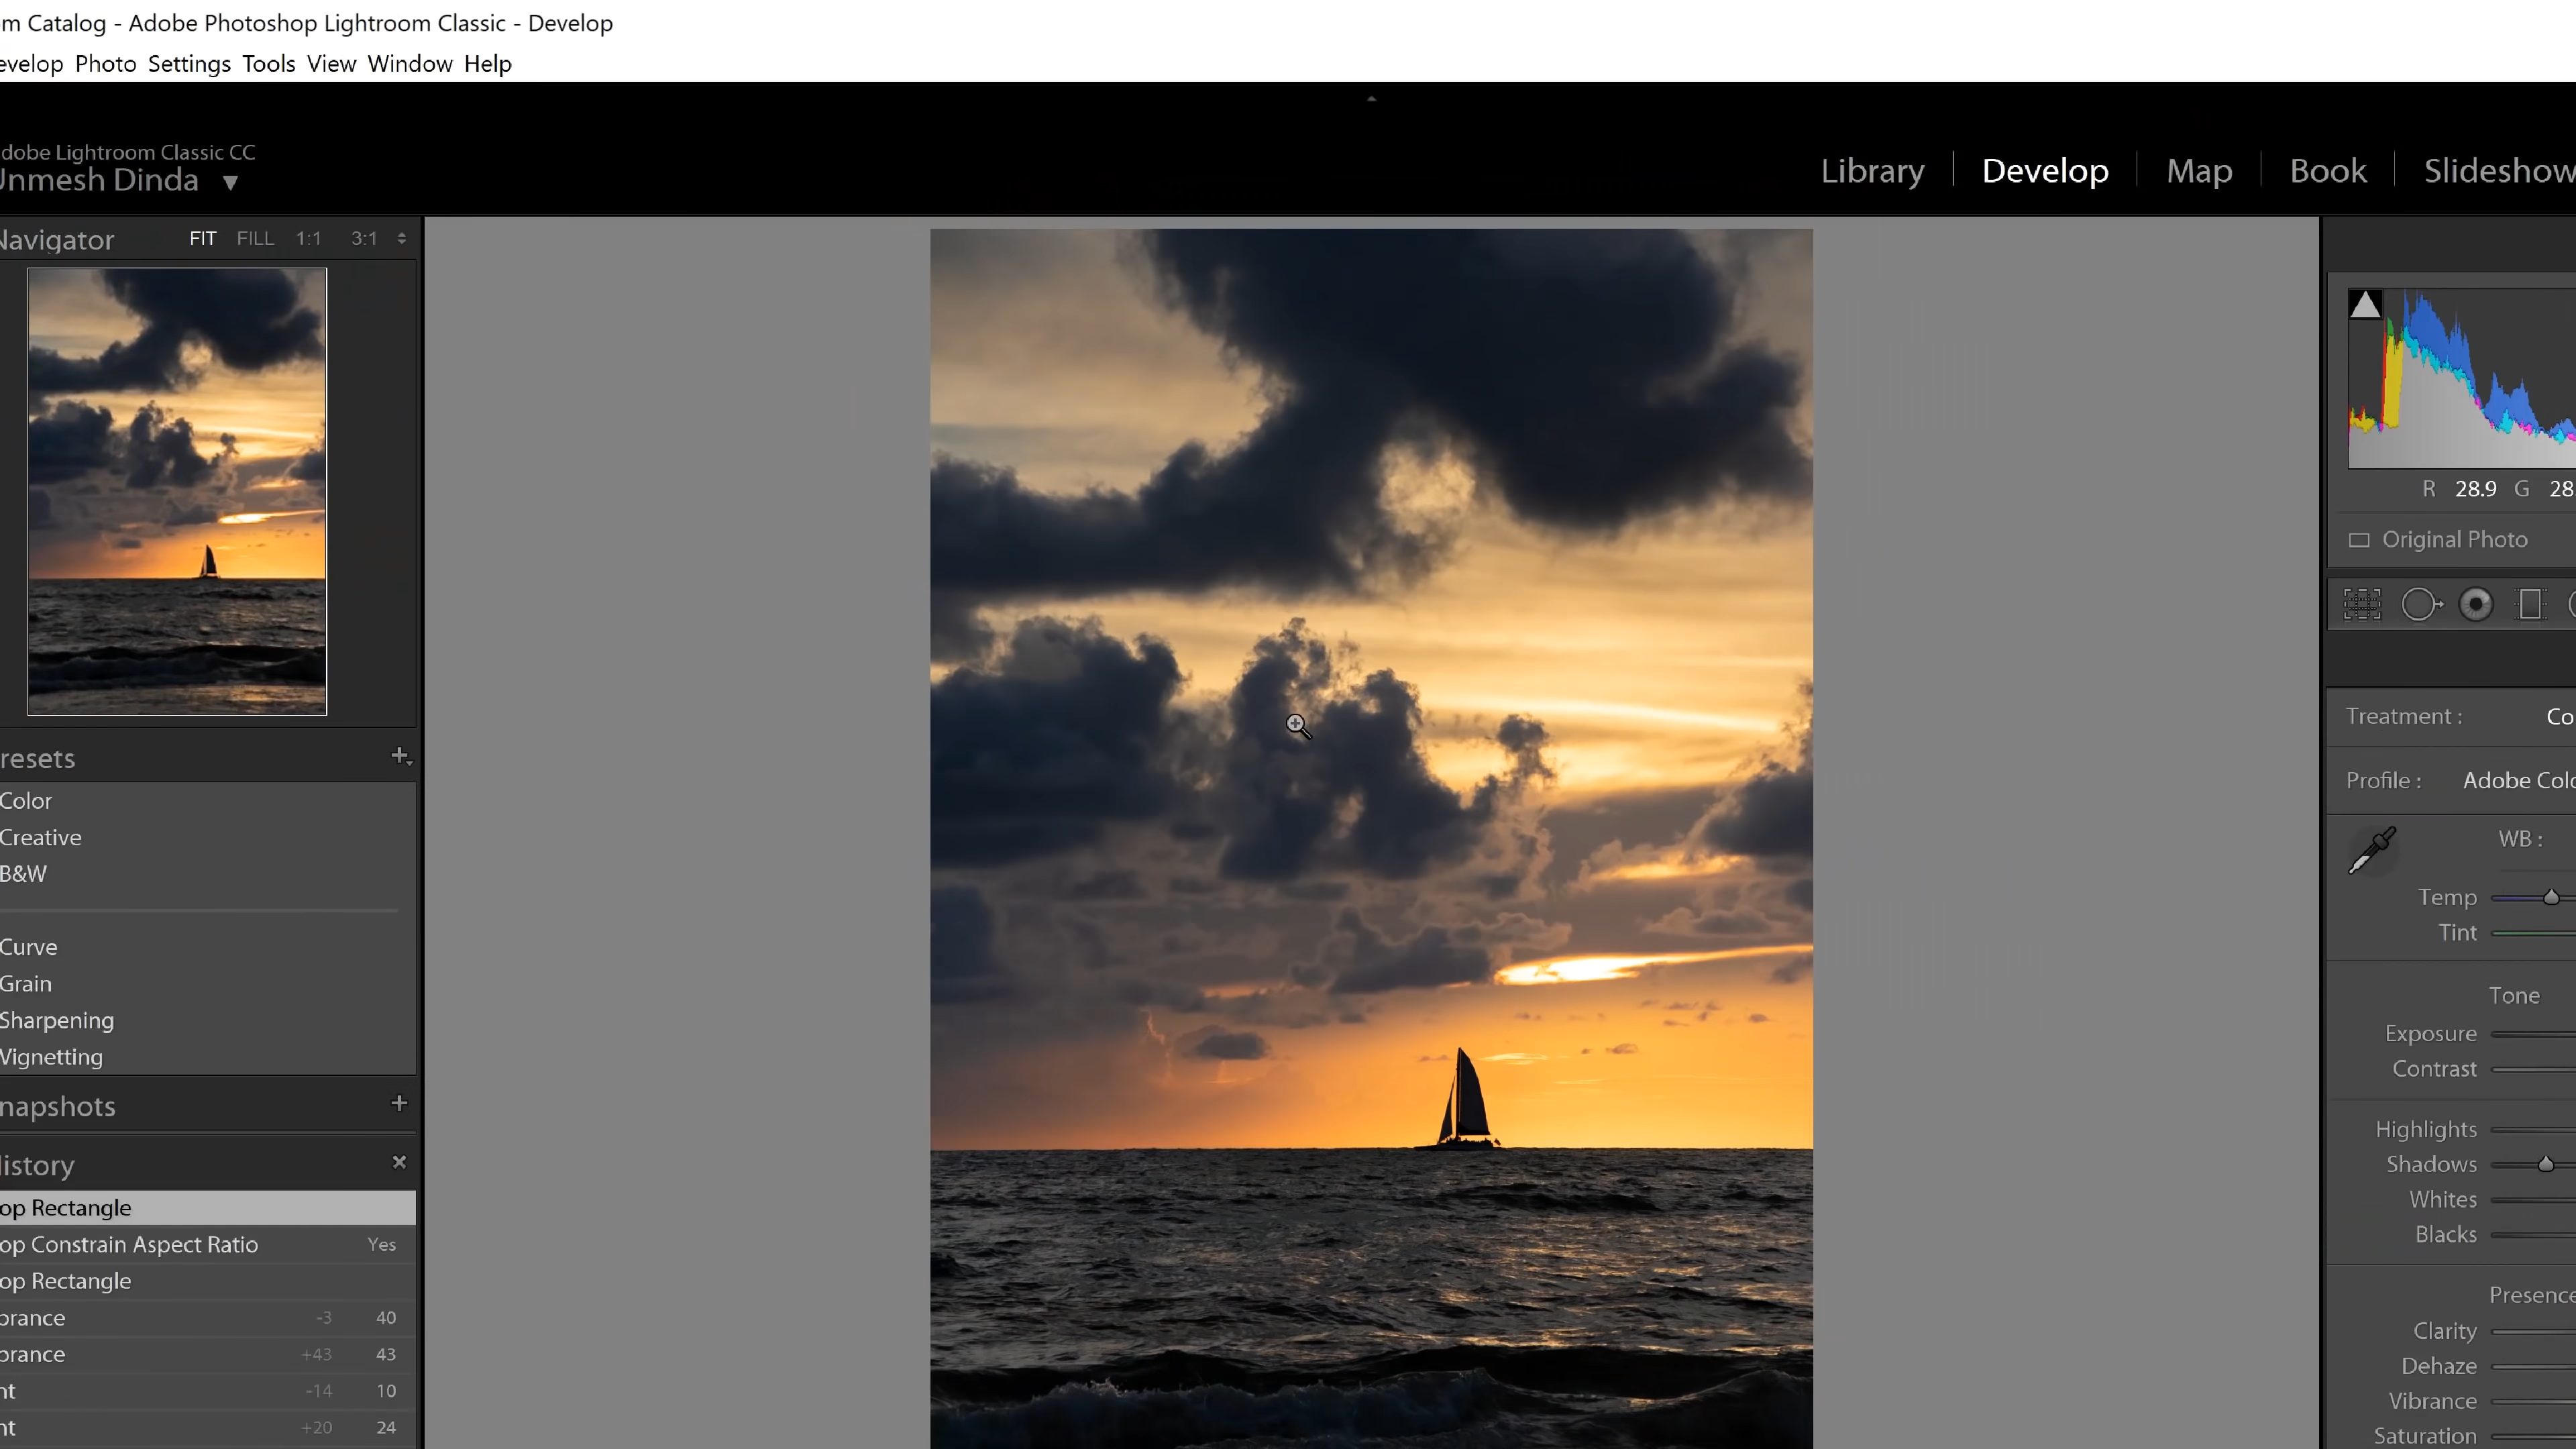 m Catalog - Adobe Photoshop Lightroom Classic - Develop
evelop Photo Settings Tools View Window Help
dobe Lightroom Classic CC
Unmesh Dinda
Library Develop Map Book Slideshow
Navigator FIT FILL 1:1 3:1
R 28.9 G 28
Original Photo
resets
Color
Creative
B&W
Curve
Grain
Sharpening
Vignetting
napshots
istory
op Rectangle
op Constrain Aspect Ratio Yes
op Rectangle
brance -3 40
brance +43 43
nt -14 10
nt +20 24
Treatment : Co
Profile : Adobe Colo
WB :
Temp
Tint
Tone
Exposure
Contrast
Highlights
Shadows
Whites
Blacks
Presence
Clarity
Dehaze
Vibrance
Saturation